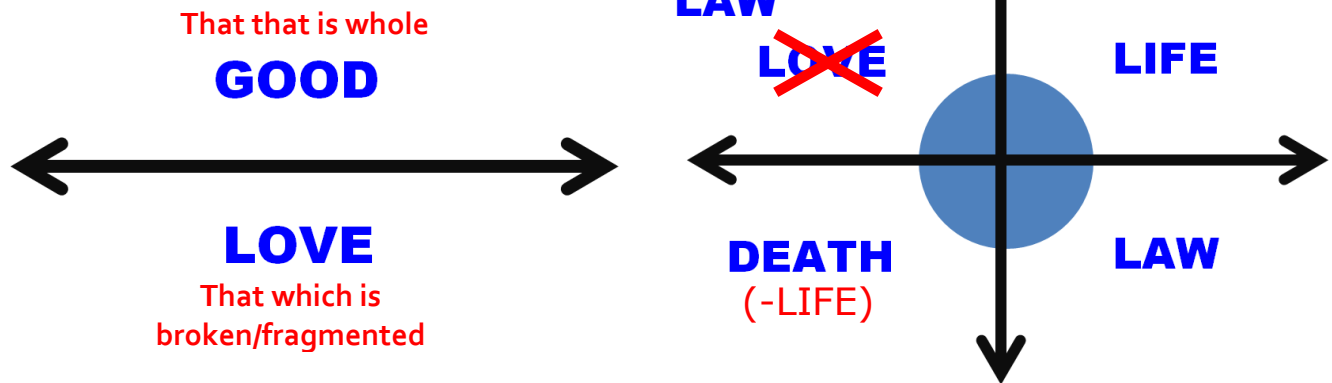 That that is whole
GOOD
LOVE
That which is
broken/fragmented
LAW
LOVE
LIFE
DEATH
(-LIFE)
LAW